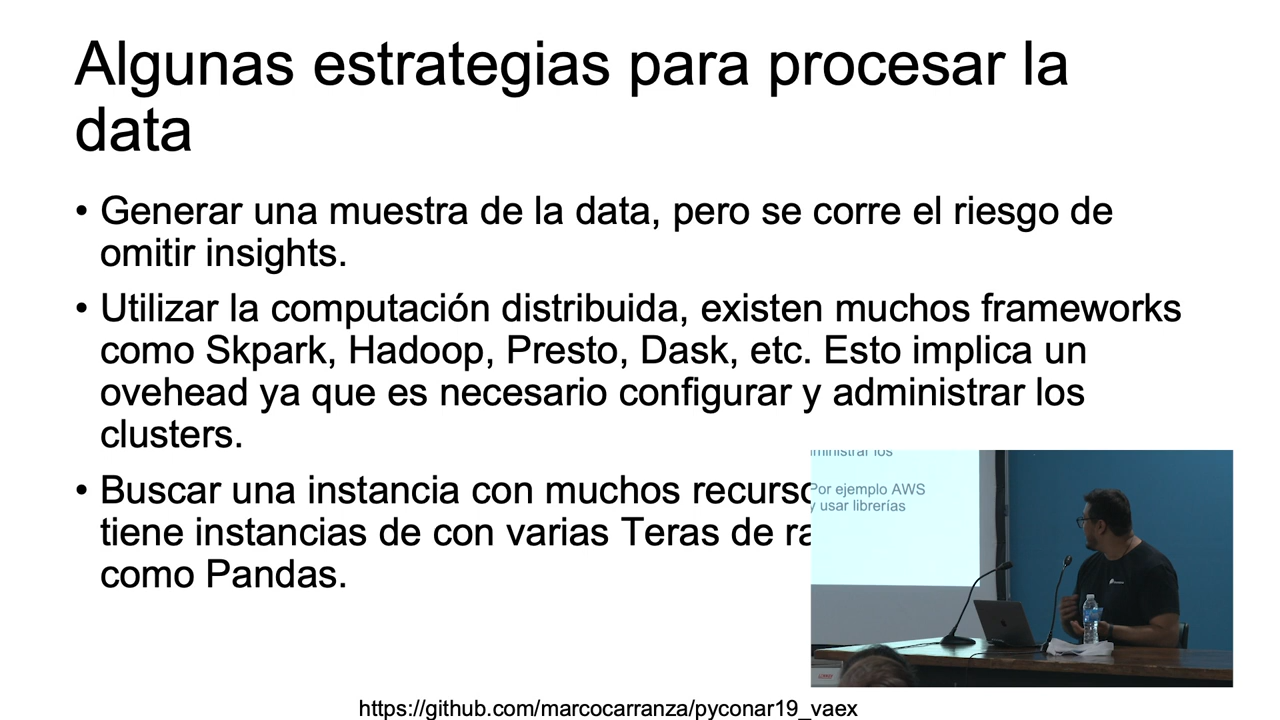 Algunas estrategias para procesar la
data
• Generar una muestra de la data, pero se corre el riesgo de
omitir insights.
• Utilizar la computación distribuida, existen muchos frameworks
como Skpark, Hadoop, Presto, Dask, etc. Esto implica un
ovehead ya que es necesario configurar y administrar los
clusters.
• Buscar una instancia con muchos
tiene instancias de con varias Teras de
como Pandas.
los
Por ejemplo AWS
y usar librerías
https://github.com/marcocarranza/pyconar19_vaex